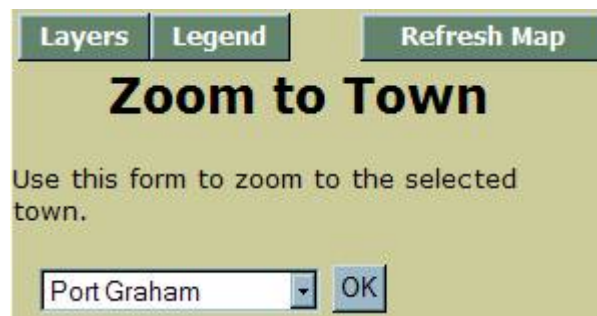 Layers Legend Refresh Map
Zoom to Town
Use this form to zoom to the selected
town.
Port Graham OK